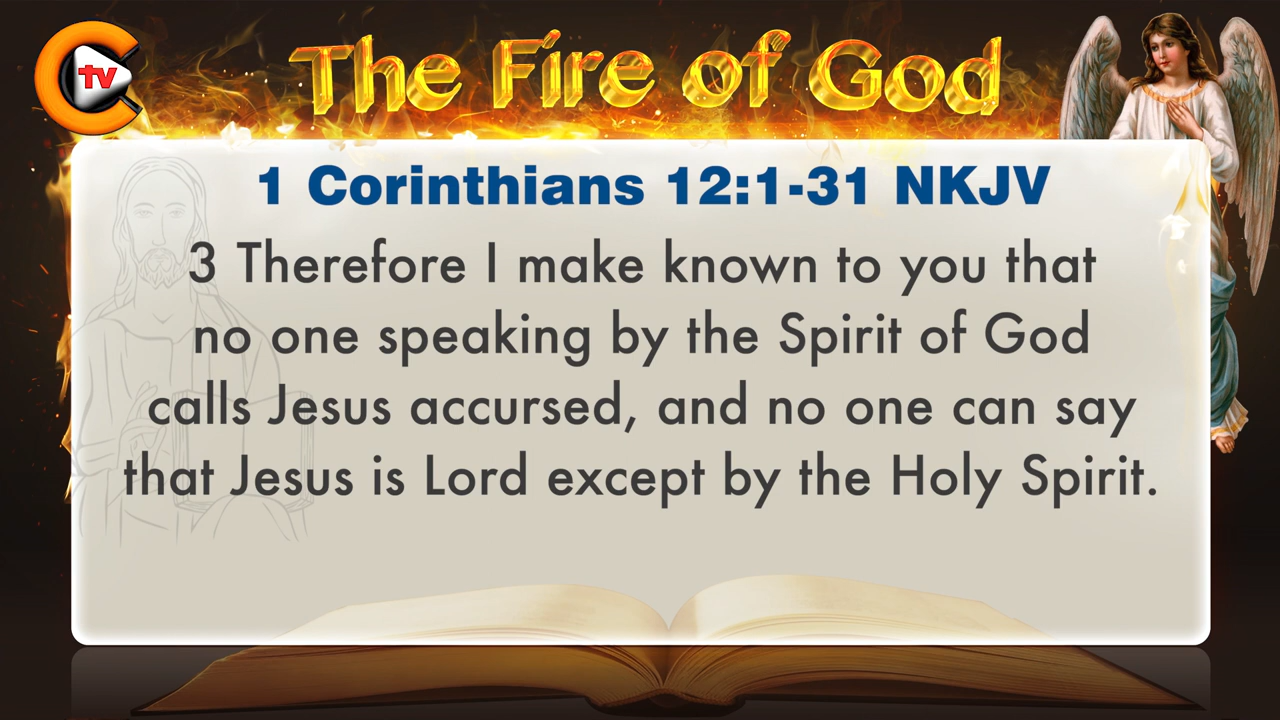 tv
The Fire of God
1 Corinthians 12:1-31 NKJV
3 Therefore I make known to you that
no one speaking by the Spirit of God
calls Jesus accursed, and no one can say
that Jesus is Lord except by the Holy Spirit.